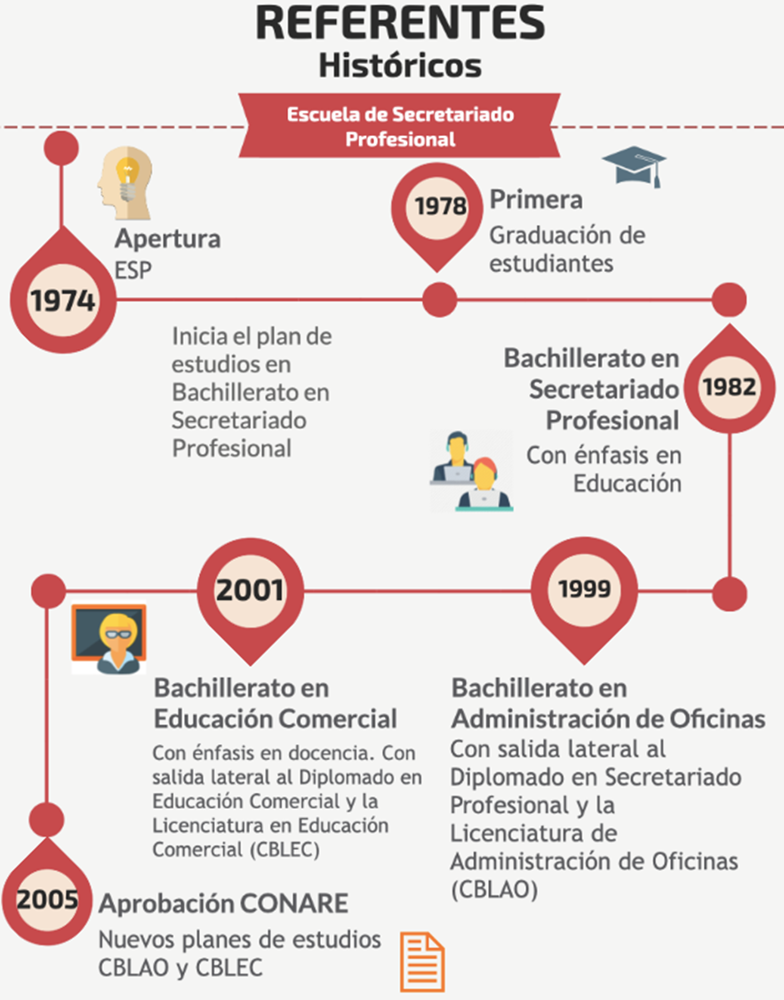 REFERENTES
Históricos
Escuela de Secretariado
Profesional
Apertura
ESP
1974
Inicia el plan de
estudios en
Bachillerato en
Secretariado
Profesional
1978
Primera
Graduación de
estudiantes
Bachillerato en
Secretariado
Profesional
1982
Con énfasis en
Educación
1999
Bachillerato en
Administración de Oficinas
Con salida lateral al
Diplomado en Secretariado
Profesional y la
Licenciatura de
Administración de Oficinas
(CBLAO)
2001
Bachillerato en
Educación Comercial
Con énfasis en docencia. Con
salida lateral al Diplomado en
Educación Comercial y la
Licenciatura en Educación
Comercial (CBLEC)
2005
Aprobación CONARE
Nuevos planes de estudios
CBLAO y CBLEC